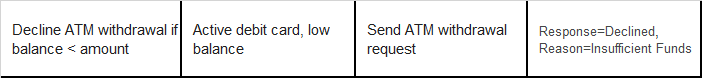 Decline ATM withdrawal if
balance < amount
Active debit card, low
balance
Send ATM withdrawal
request
Response=Declined,
Reason=Insufficient Funds